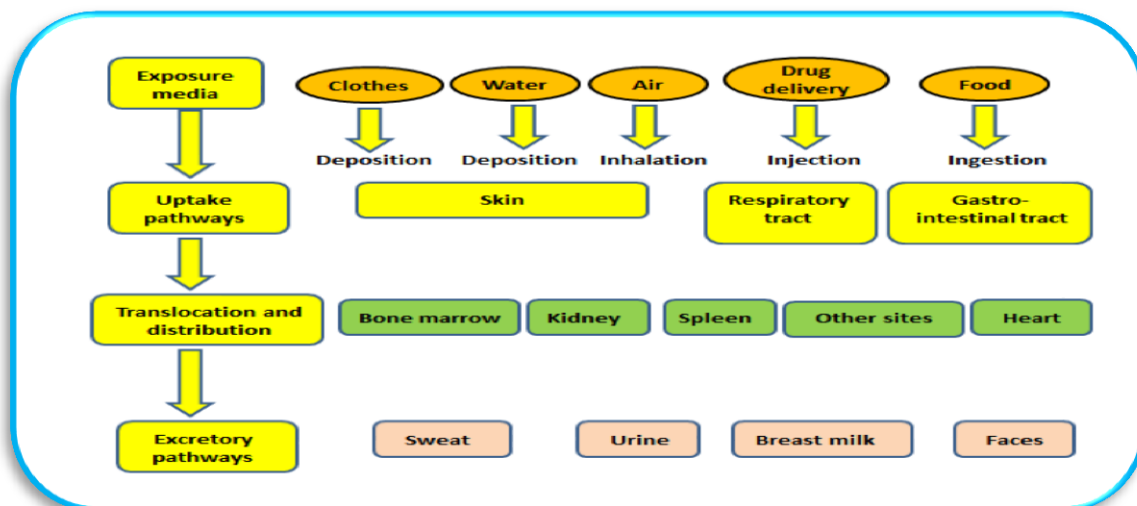 Exposure
media
Clothes
Water
Air
Drug
delivery
Food
Deposition
Deposition
Inhalation
Injection
Ingestion
Uptake
pathways
Skin
Respiratory
tract
Gastro-
intestinal tract
Translocation and
distribution
Bone marrow
Kidney
Spleen
Other sites
Heart
Excretory
pathways
Sweat
Urine
Breast milk
Faces